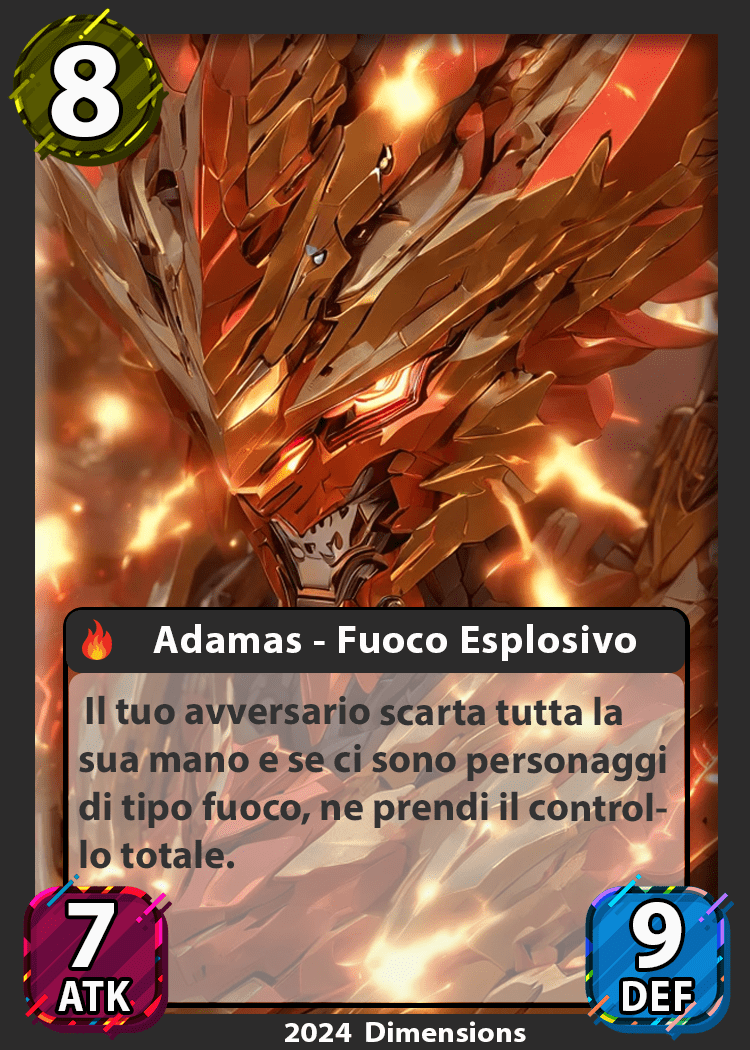 8
Adamas - Fuoco Esplosivo
Il tuo avversario scarta tutta la
sua mano e se ci sono personaggi
di tipo fuoco, ne prendi il control-
lo totale.
7
ATK
9
DEF
2024 Dimensions